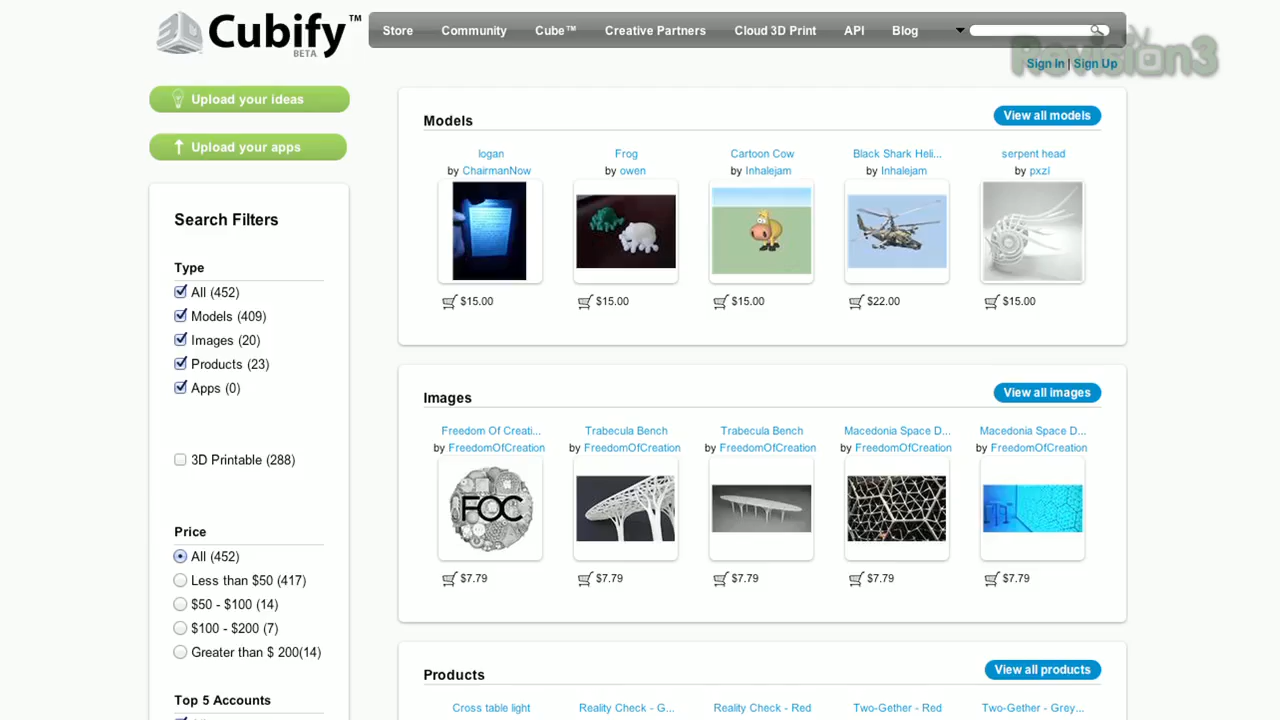 Cubify™
BETA
Store Community Cube™ Creative Partners Cloud 3D Print API Blog
Revision3
Sign In | Sign Up
Upload your ideas
Upload your apps
Search Filters
Type
All (452)
Models (409)
Images (20)
Products (23)
Apps (0)
3D Printable (288)
Price
All (452)
Less than $50 (417)
$50 - $100 (14)
$100 - $200 (7)
Greater than $ 200(14)
Top 5 Accounts
Models View all models
logan Frog Cartoon Cow Black Shark Heli... serpent head
by ChairmanNow by owen by Inhalejam by Inhalejam by pxzl
$15.00 $15.00 $15.00 $22.00 $15.00
Images View all images
Freedom Of Creati... Trabecula Bench Trabecula Bench Macedonia Space D... Macedonia Space D...
by FreedomOfCreation by FreedomOfCreation by FreedomOfCreation by FreedomOfCreation by FreedomOfCreation
FOC
$7.79 $7.79 $7.79 $7.79 $7.79
Products View all products
Cross table light Reality Check - G... Reality Check - Red Two-Gether - Red Two-Gether - Grey...